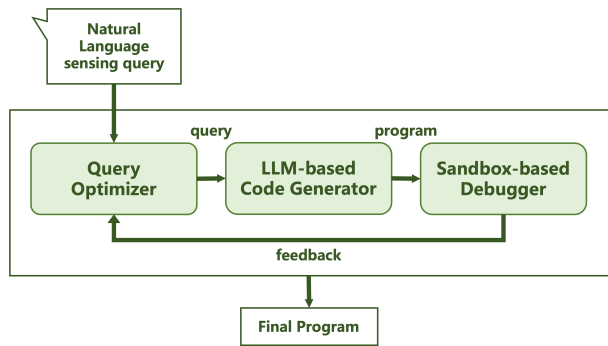 Natural
Language
sensing query
query
program
Query
Optimizer
LLM-based
Code Generator
Sandbox-based
Debugger
feedback
Final Program